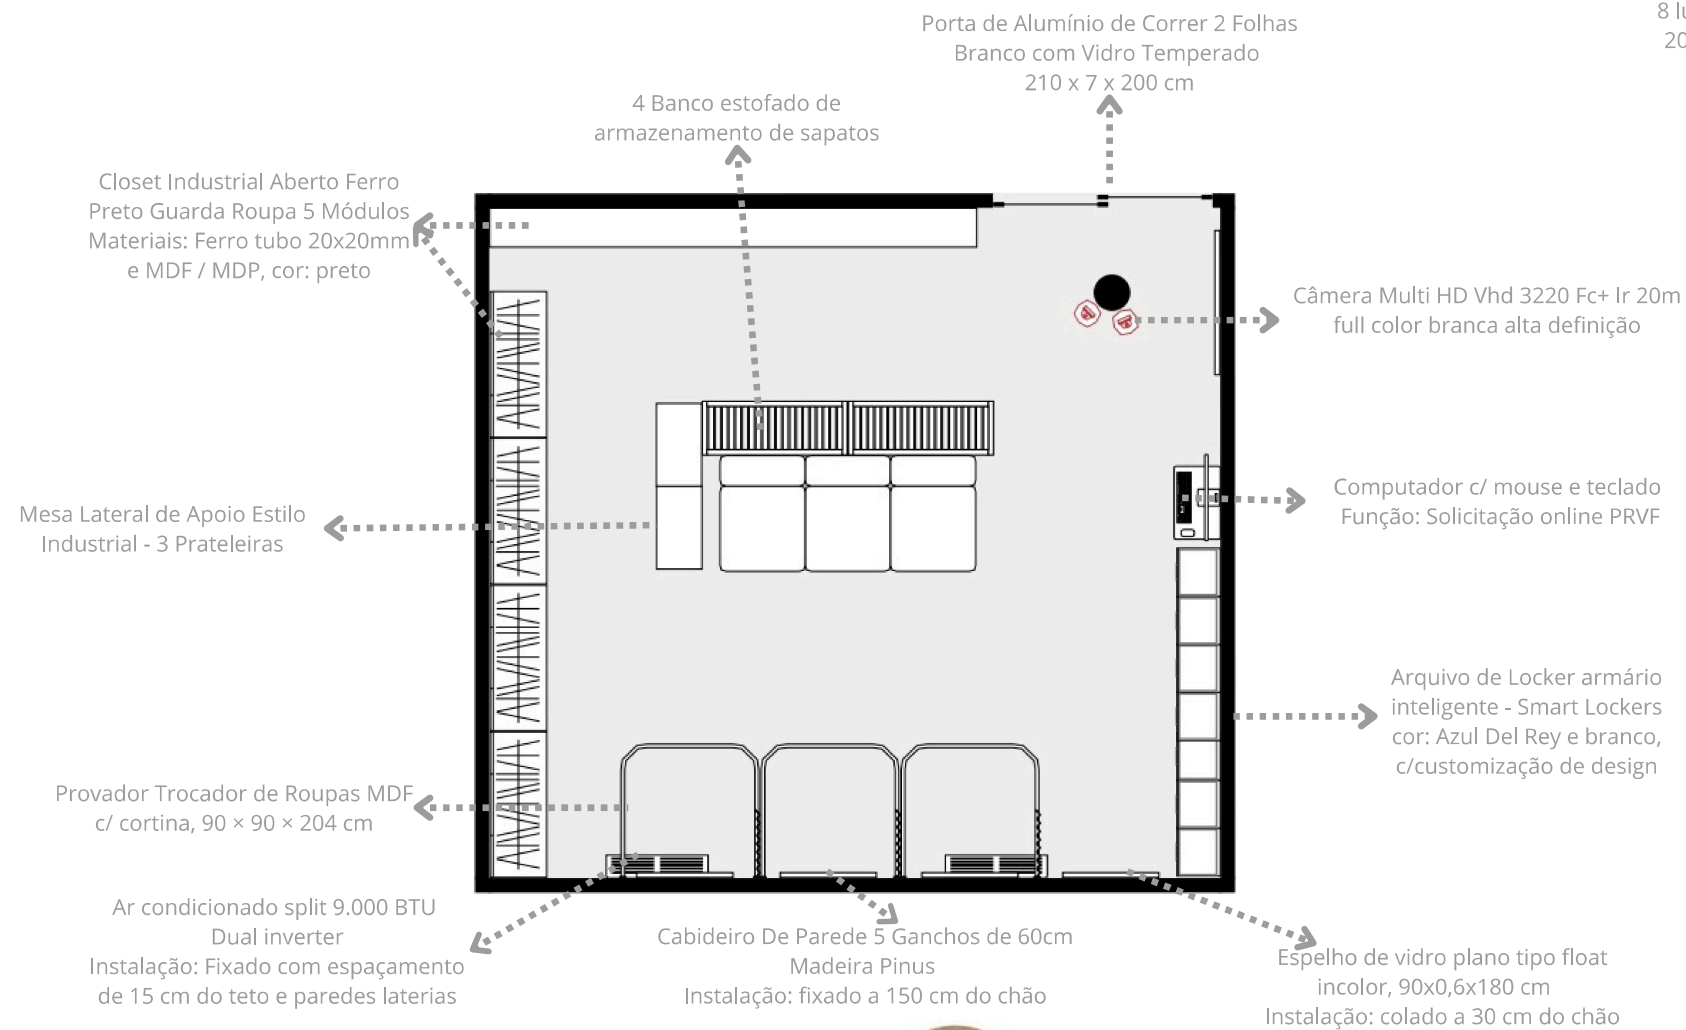 Porta de Alumínio de Correr 2 Folhas
Branco com Vidro Temperado
210 x 7 x 200 cm
8 lu
20
4 Banco estofado de
armazenamento de sapatos
Closet Industrial Aberto Ferro
Preto Guarda Roupa 5 Módulos
Materiais: Ferro tubo 20x20mm
e MDF / MDP, cor: preto
Câmera Multi HD Vhd 3220 Fc+ Ir 20m
full color branca alta definição
Mesa Lateral de Apoio Estilo
Industrial - 3 Prateleiras
Computador c/ mouse e teclado
Função: Solicitação online PRVF
Arquivo de Locker armário
inteligente - Smart Lockers
cor: Azul Del Rey e branco,
c/customização de design
Provador Trocador de Roupas MDF
c/ cortina, 90 × 90 × 204 cm
Ar condicionado split 9.000 BTU
Dual inverter
Instalação: Fixado com espaçamento
de 15 cm do teto e paredes laterias
Cabideiro De Parede 5 Ganchos de 60cm
Madeira Pinus
Instalação: fixado a 150 cm do chão
Espelho de vidro plano tipo float
incolor, 90x0,6x180 cm
Instalação: colado a 30 cm do chão